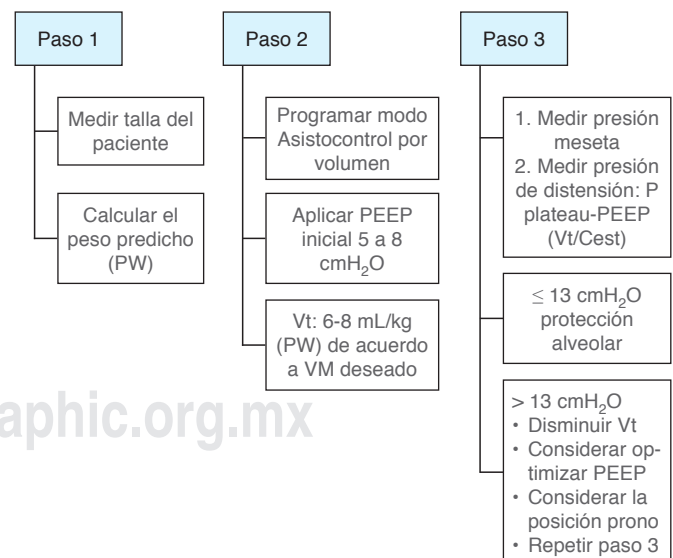 Paso 1
Medir talla del
paciente
Calcular el
peso predicho
(PW)
Paso 2
Programar modo
Asistocontrol por
volumen
Aplicar PEEP
inicial 5 a 8
cmH₂O
Vt: 6-8 mL/kg
(PW) de acuerdo
a VM deseado
Paso 3
1. Medir presión
meseta
2. Medir presión
de distensión: P
plateau-PEEP
(Vt/Cest)
≤ 13 cmH₂O
protección
alveolar
> 13 cmH₂O
• Disminuir Vt
• Considerar op-
timizar PEEP
• Considerar la
posición prono
• Repetir paso 3
aphic.org.mx